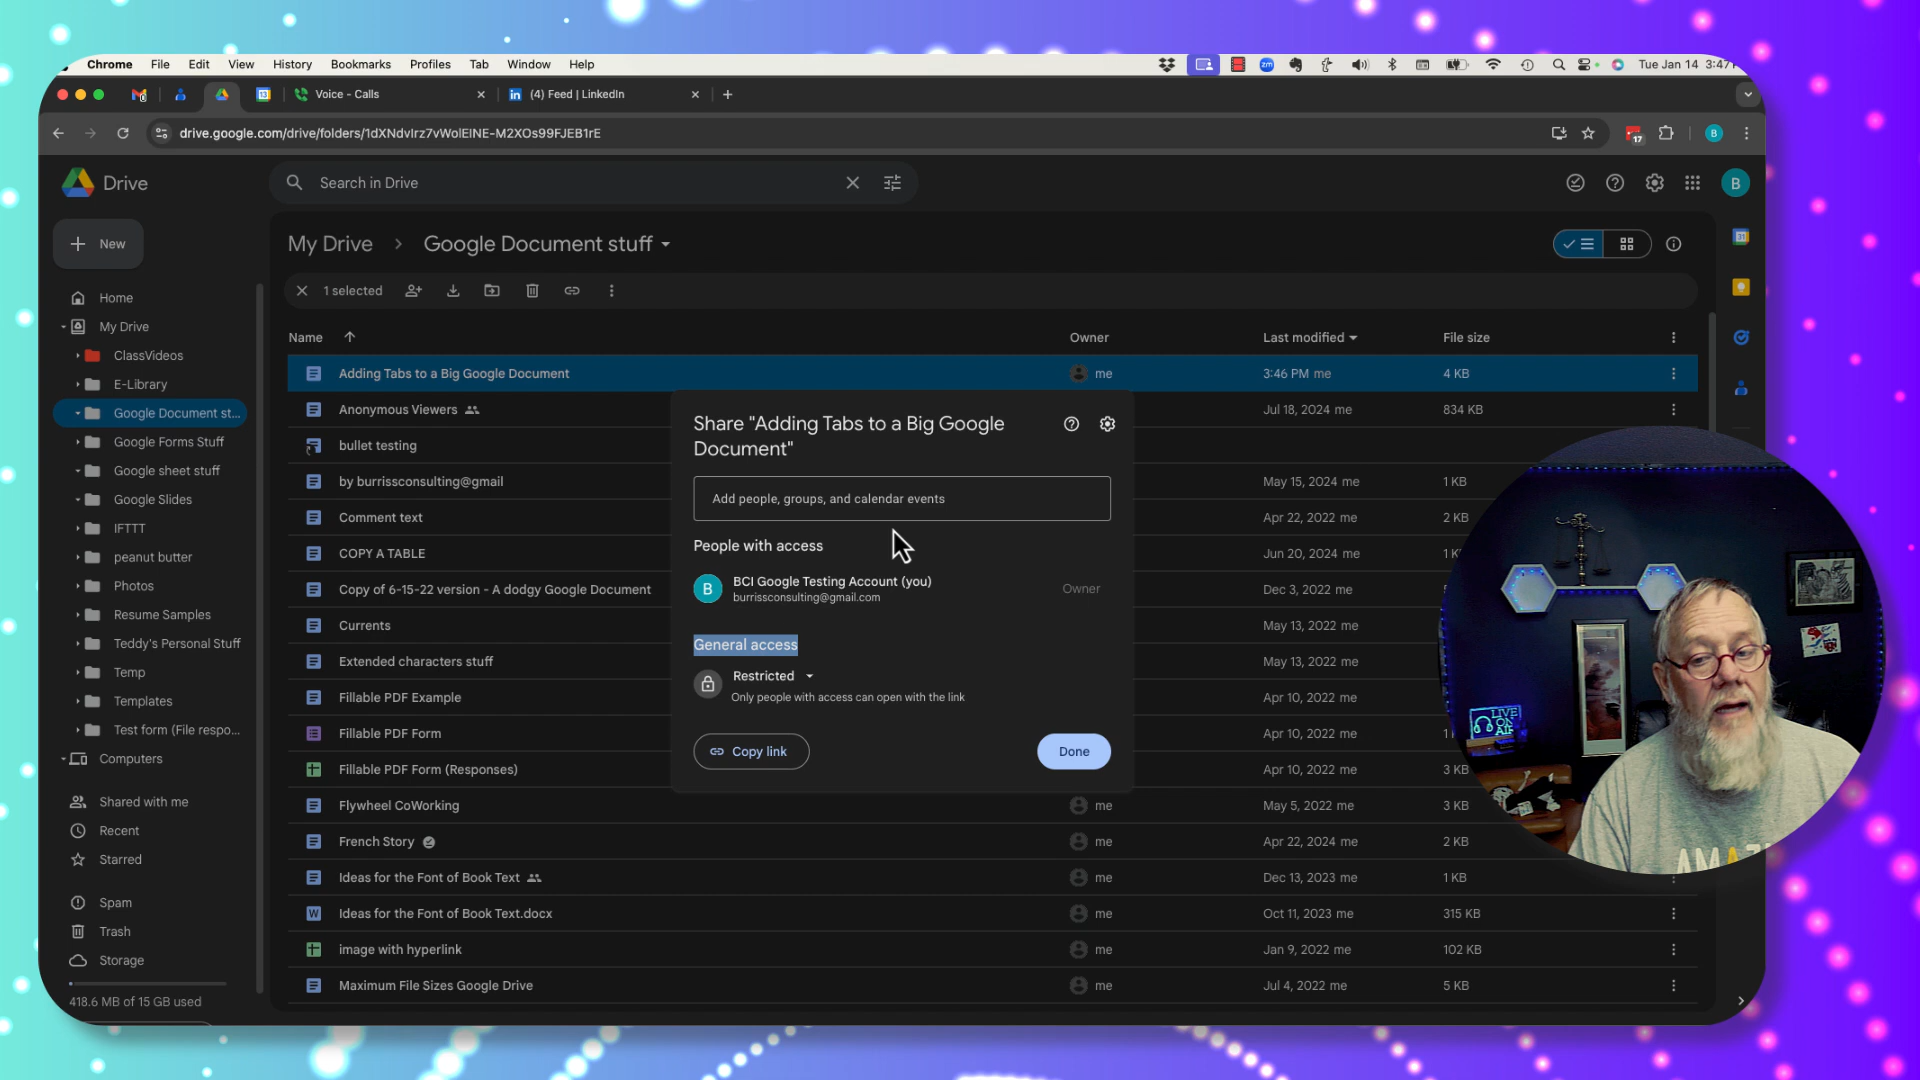 Chrome File Edit View History Bookmarks Profiles Tab Window Help
Tue Jan 14 3:47
Voice - Calls
(4) Feed | LinkedIn
drive.google.com/drive/folders/1dXNdvIrz7vWolEINE-M2XOs99FJEB1rE
17
B
Drive
Search in Drive
B
New
My Drive
Google Document stuff
31
1 selected
Home
My Drive
ClassVideos
E-Library
Google Document st...
Google Forms Stuff
Google sheet stuff
Google Slides
IFTTT
peanut butter
Photos
Resume Samples
Teddy's Personal Stuff
Temp
Templates
Test form (File respo...
Computers
Shared with me
Recent
Starred
Spam
Trash
Storage
418.6 MB of 15 GB used
Name Owner Last modified File size
Adding Tabs to a Big Google Document me 3:46 PM me 4 KB
Anonymous Viewers Jul 18, 2024 me 834 KB
bullet testing
by burrissconsulting@gmail May 15, 2024 me 1 KB
Comment text Apr 22, 2022 me 2 KB
COPY A TABLE Jun 20, 2024 me
Copy of 6-15-22 version - A dodgy Google Document Dec 3, 2022 me
Currents May 13, 2022 me
Extended characters stuff May 13, 2022 me
Fillable PDF Example Apr 10, 2022 me
Fillable PDF Form Apr 10, 2022 me
Fillable PDF Form (Responses) Apr 10, 2022 me 3 KB
Flywheel CoWorking me May 5, 2022 me 3 KB
French Story me Apr 22, 2024 me 2 KB
Ideas for the Font of Book Text me Dec 13, 2023 me 1 KB
W Ideas for the Font of Book Text.docx me Oct 11, 2023 me 315 KB
image with hyperlink me Jan 9, 2022 me 102 KB
Maximum File Sizes Google Drive me Jul 4, 2022 me 5 KB
Share "Adding Tabs to a Big Google
Document"
Add people, groups, and calendar events
People with access
B
BCI Google Testing Account (you)
burrissconsulting@gmail.com
Owner
General access
Restricted
Only people with access can open with the link
Copy link
Done
LIVE
ON
AIR